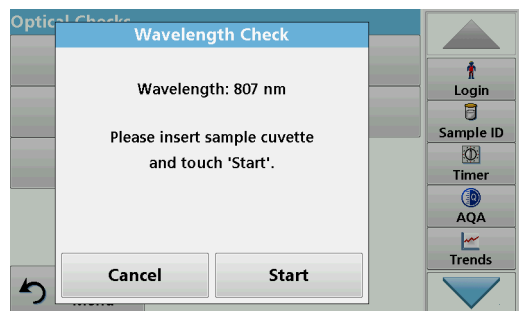 Optical Checks
Wavelength Check
Wavelength: 807 nm
Please insert sample cuvette
and touch 'Start'.
Cancel
Start
Menu
Login
Sample ID
Timer
AQA
Trends